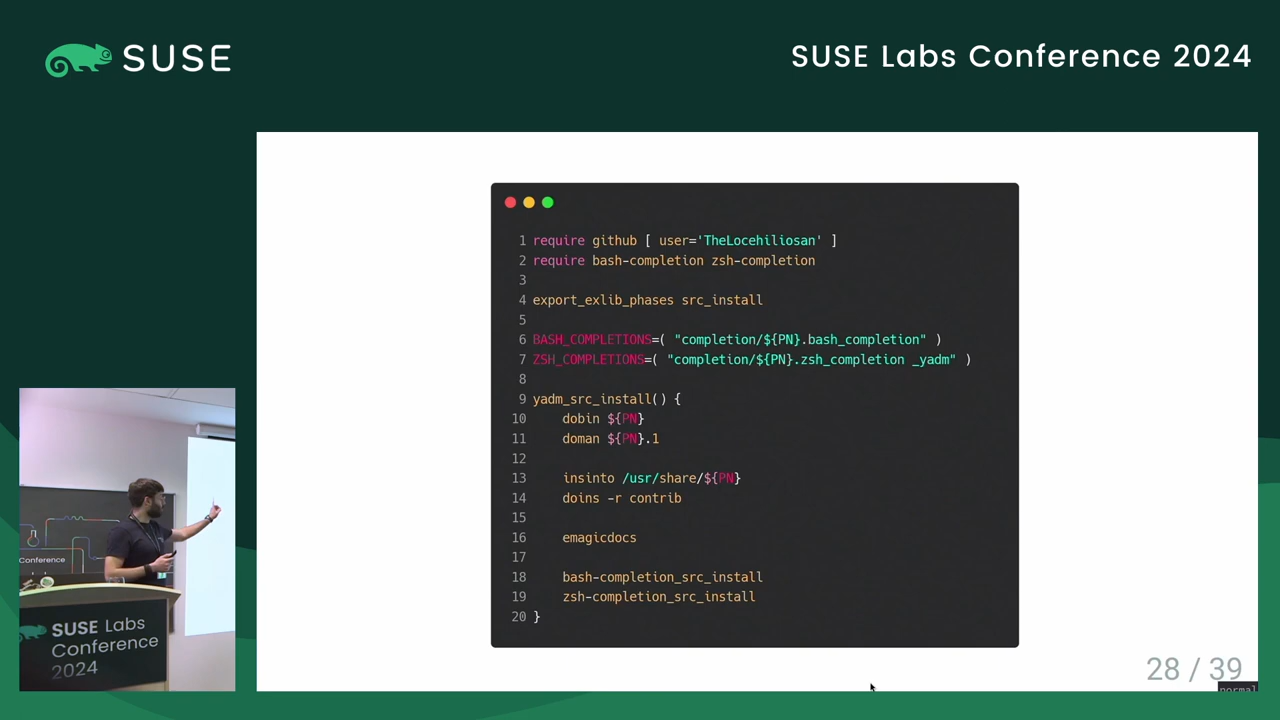 SUSE
SUSE Labs Conference 2024
1 require github [ user='TheLocehiliosan' ]
2 require bash-completion zsh-completion
3
4 export_exlib_phases src_install
5
6 BASH_COMPLETIONS=( "completion/${PN}.bash_completion" )
7 ZSH_COMPLETIONS=( "completion/${PN}.zsh_completion _yadm" )
8
9 yadm_src_install() {
10 dobin ${PN}
11 doman ${PN}.1
12
13 insinto /usr/share/${PN}
14 doins -r contrib
15
16 emagicdocs
17
18 bash-completion_src_install
19 zsh-completion_src_install
20 }
28 / 39
normal
Conference
SUSE Labs
Conference
2024